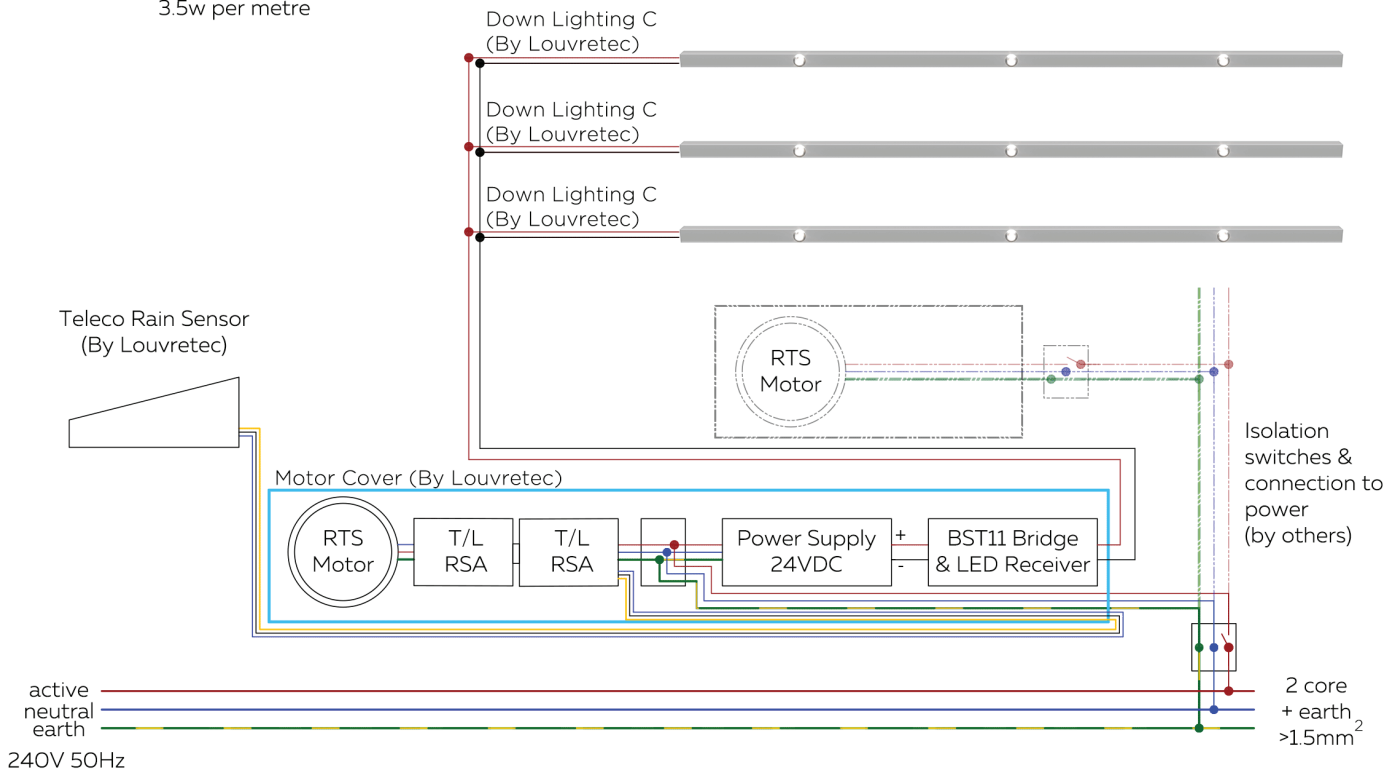 3.5w per metre
Down Lighting C
(By Louvretec)
Down Lighting C
(By Louvretec)
Down Lighting C
(By Louvretec)
Teleco Rain Sensor
(By Louvretec)
RTS
Motor
Isolation
switches &
connection to
power
(by others)
Motor Cover (By Louvretec)
RTS
Motor
T/L
RSA
T/L
RSA
Power Supply
24VDC
+
-
BST11 Bridge
& LED Receiver
active
neutral
earth
240V 50Hz
2 core
+ earth
>1.5mm²